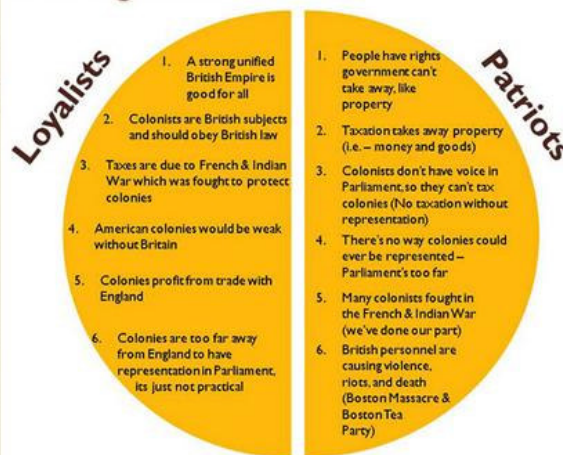 Loyalists
1. A strong unified
British Empire is
good for all
2. Colonists are British subjects
and should obey British law
3. Taxes are due to French & Indian
War which was fought to protect
colonies
4. American colonies would be weak
without Britain
5. Colonies profit from trade with
England
6. Colonies are too far away
from England to have
representation in Parliament,
its just not practical
Patriots
1. People have rights
government can't
take away, like
property
2. Taxation takes away property
(i.e. – money and goods)
3. Colonists don't have voice in
Parliament, so they can't tax
colonies (No taxation without
representation)
4. There's no way colonies could
ever be represented –
Parliament's too far
5. Many colonists fought in
the French & Indian War
(we've done our part)
6. British personnel are
causing violence,
riots, and death
(Boston Massacre &
Boston Tea
Party)